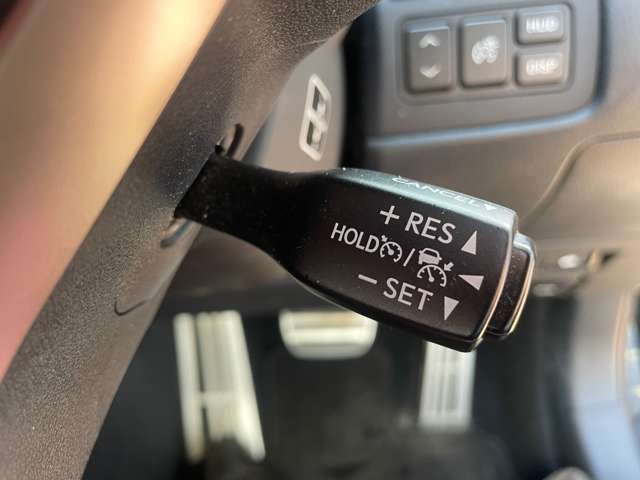 HUD
DISP
CANCEL
+ RES ▲
HOLD /
− SET ▼